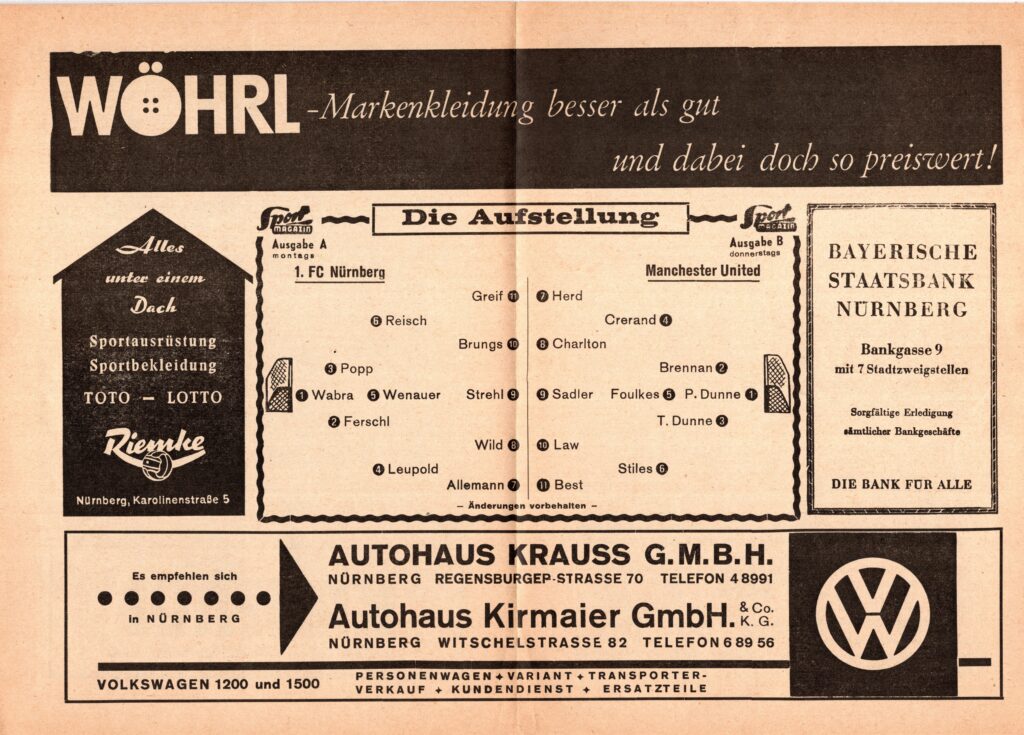 WÖHRL -Markenkleidung besser als gut
und dabei doch so preiswert!
Alles
unter einem
Dach
Sportausrüstung
Sportbekleidung
TOTO – LOTTO
Riemke
Nürnberg, Karolinenstraße 5
Sport MAGAZIN
Die Aufstellung
Sport MAGAZIN
Ausgabe A
montags
Ausgabe B
donnerstags
1. FC Nürnberg
Manchester United
Greif 11 7 Herd
6 Reisch Crerand 4
Brungs 10 8 Charlton
3 Popp Brennan 2
1 Wabra 5 Wenauer Strehl 9 9 Sadler Foulkes 5 P. Dunne 1
2 Ferschl T. Dunne 3
Wild 8 10 Law
4 Leupold Stiles 6
Allemann 7 11 Best
– Änderungen vorbehalten –
BAYERISCHE
STAATSBANK
NÜRNBERG
Bankgasse 9
mit 7 Stadtzweigstellen
Sorgfältige Erledigung
sämtlicher Bankgeschäfte
DIE BANK FÜR ALLE
Es empfehlen sich
in NÜRNBERG
AUTOHAUS KRAUSS G.M.B.H.
NÜRNBERG REGENSBURGEP-STRASSE 70 TELEFON 48991
Autohaus Kirmaier GmbH. & Co. K. G.
NÜRNBERG WITSCHELSTRASSE 82 TELEFON 68956
VOLKSWAGEN 1200 und 1500
PERSONENWAGEN + VARIANT + TRANSPORTER-
VERKAUF + KUNDENDIENST + ERSATZTEILE
VW